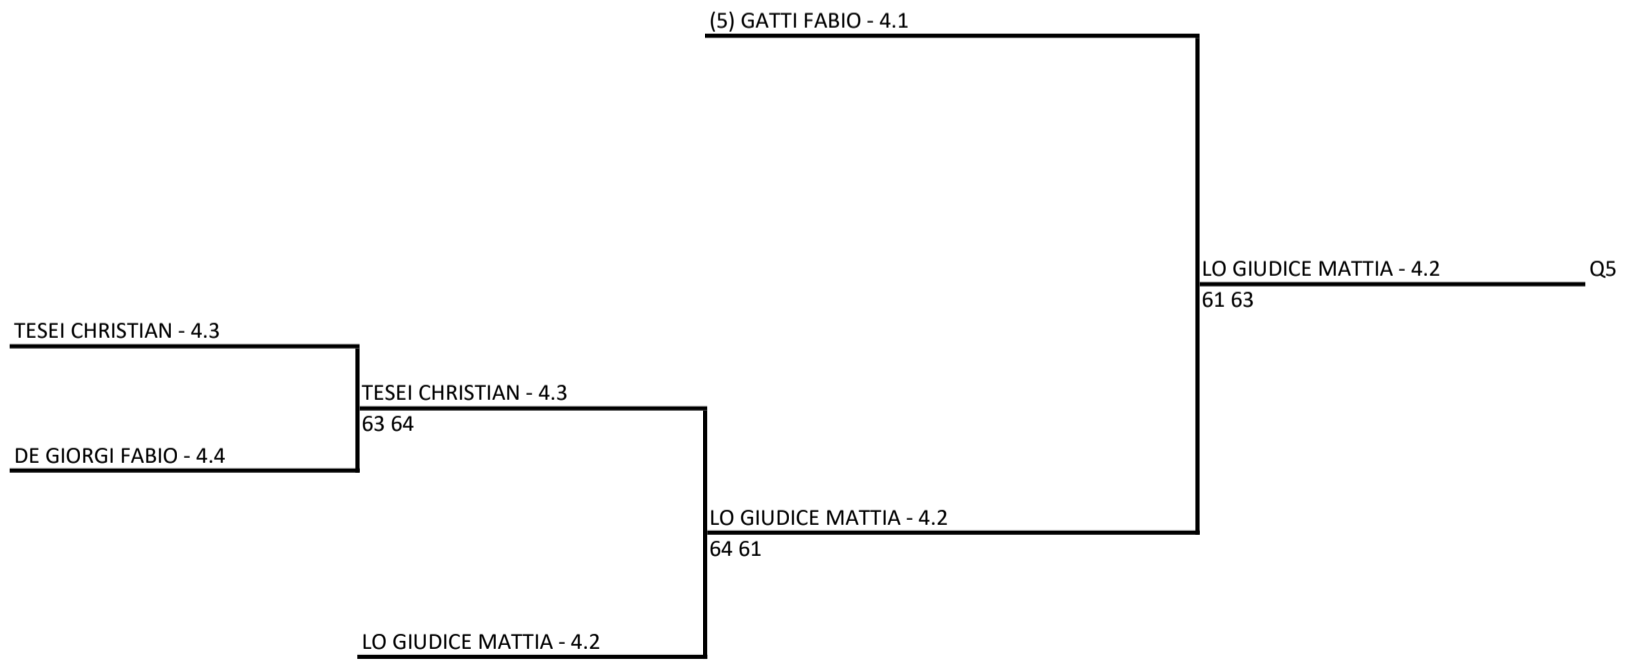 (5) GATTI FABIO - 4.1
LO GIUDICE MATTIA - 4.2
Q5
61 63
TESEI CHRISTIAN - 4.3
TESEI CHRISTIAN - 4.3
63 64
DE GIORGI FABIO - 4.4
LO GIUDICE MATTIA - 4.2
64 61
LO GIUDICE MATTIA - 4.2